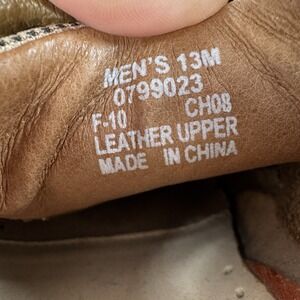 MEN'S 13M
0799023
F-10 CH08
LEATHER UPPER
MADE IN CHINA